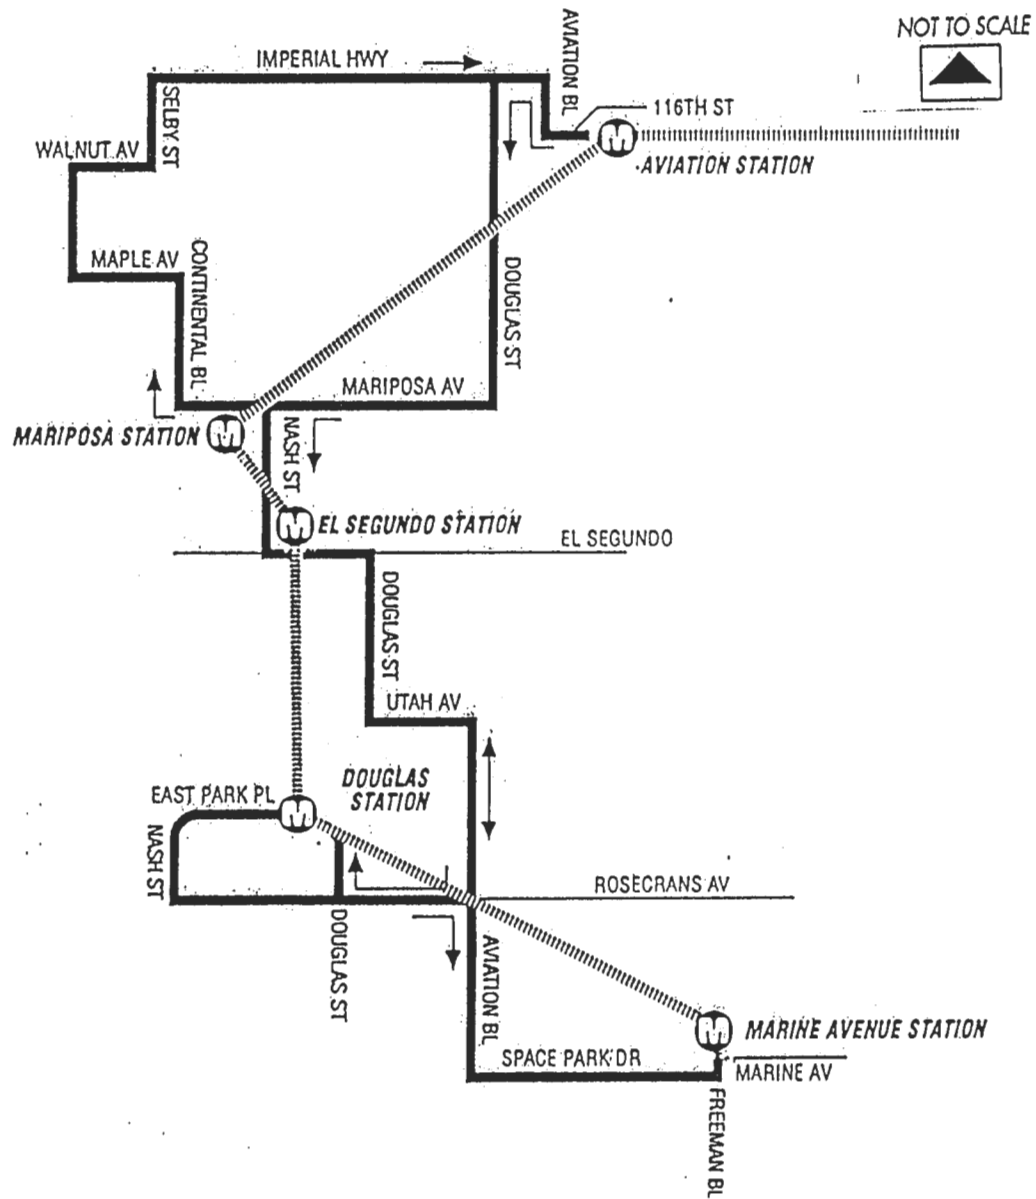 NOT TO SCALE
IMPERIAL HWY
AVIATION BL
SELBY ST
116TH ST
WALNUT AV
M
AVIATION STATION
MAPLE AV
CONTINENTAL BL
DOUGLAS ST
MARIPOSA AV
MARIPOSA STATION
M
NASH ST
M
EL SEGUNDO STATION
EL SEGUNDO
DOUGLAS ST
UTAH AV
DOUGLAS
STATION
EAST PARK PL
M
NASH ST
ROSECRANS AV
DOUGLAS ST
AVIATION BL
M
MARINE AVENUE STATION
SPACE PARK DR
MARINE AV
FREEMAN BL